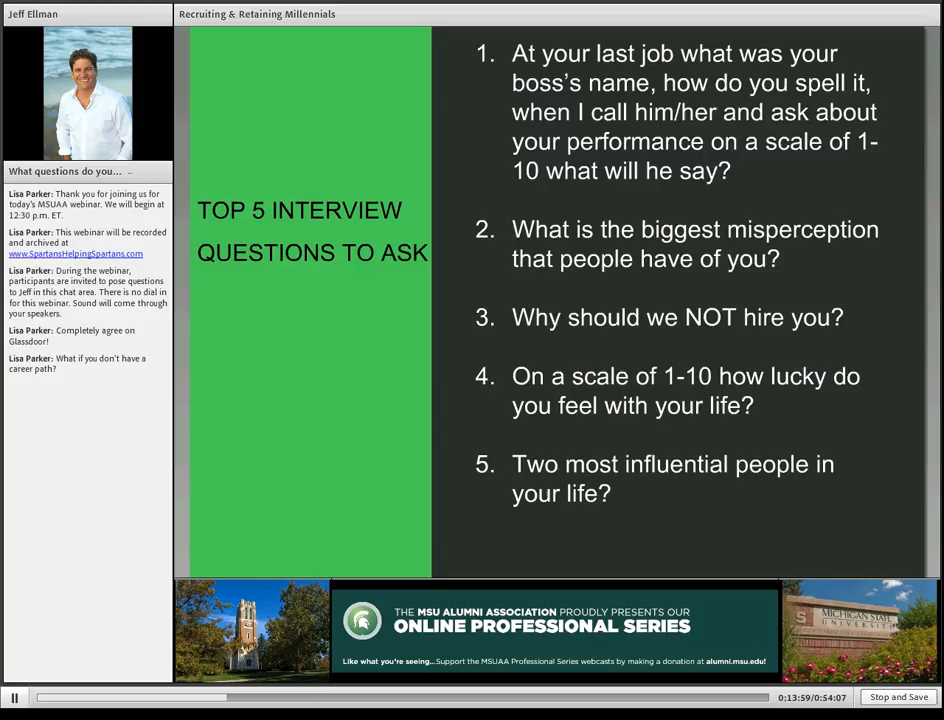 Jeff Ellman
Recruiting & Retaining Millennials
What questions do you... ..
Lisa Parker: Thank you for joining us for
today's MSUAA webinar. We will begin at
12:30 p.m. ET.
Lisa Parker: This webinar will be recorded
and archived at
www.SpartansHelpingSpartans.com
Lisa Parker: During the webinar,
participants are invited to pose questions
to Jeff in this chat area. There is no dial in
for this webinar. Sound will come through
your speakers.
Lisa Parker: Completely agree on
Glassdoor!
Lisa Parker: What if you don't have a
career path?
TOP 5 INTERVIEW
QUESTIONS TO ASK
1. At your last job what was your
boss's name, how do you spell it,
when I call him/her and ask about
your performance on a scale of 1-
10 what will he say?
2. What is the biggest misperception
that people have of you?
3. Why should we NOT hire you?
4. On a scale of 1-10 how lucky do
you feel with your life?
5. Two most influential people in
your life?
THE MSU ALUMNI ASSOCIATION PROUDLY PRESENTS OUR
ONLINE PROFESSIONAL SERIES
Like what you're seeing...Support the MSUAA Professional Series webcasts by making a donation at alumni.msu.edu!
S
MICHIGAN STATE
UNIVERSITY
0:13:59/0:54:07
Stop and Save